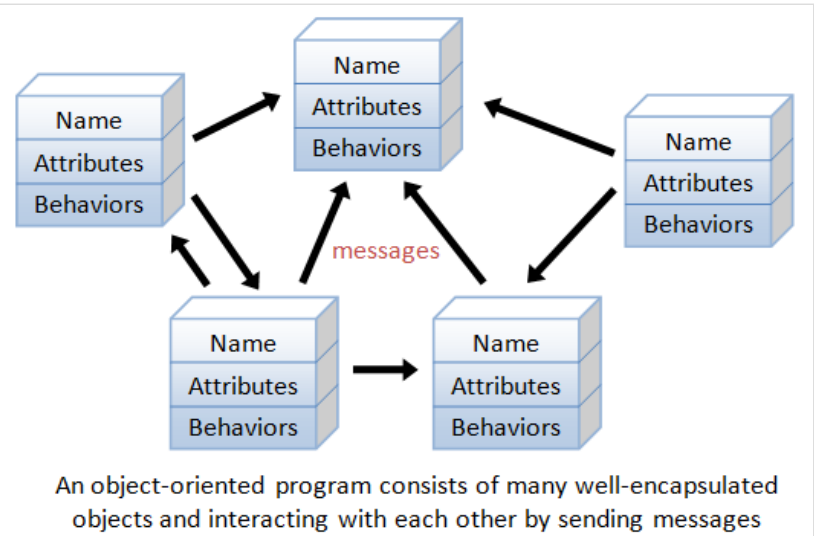 Name
Attributes
Behaviors
Name
Attributes
Behaviors
Name
Attributes
Behaviors
messages
Name
Attributes
Behaviors
Name
Attributes
Behaviors
An object-oriented program consists of many well-encapsulated
objects and interacting with each other by sending messages